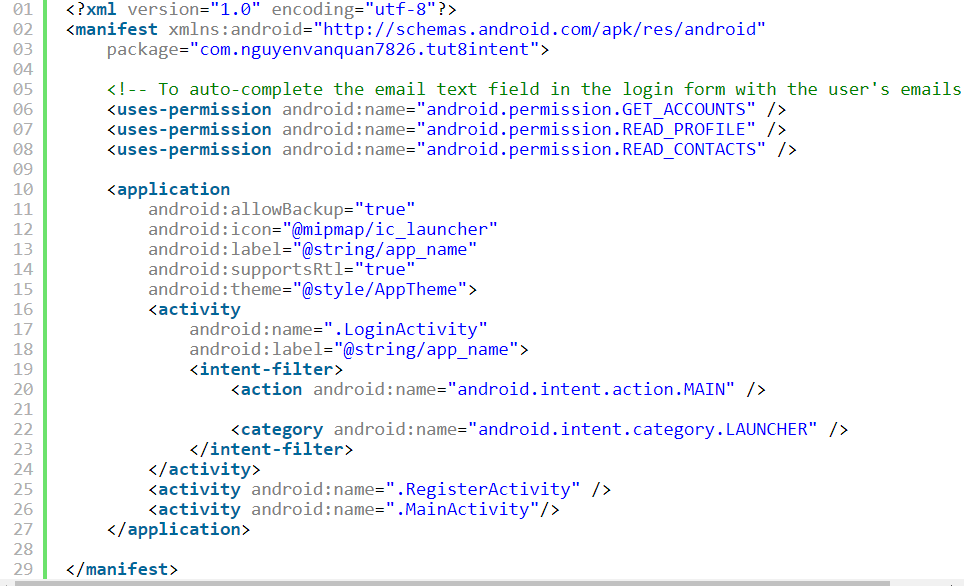 01 <?xml version="1.0" encoding="utf-8"?>
02 <manifest xmlns:android="http://schemas.android.com/apk/res/android"
03     package="com.nguyenvanquan7826.tut8intent">
04
05     <!-- To auto-complete the email text field in the login form with the user's emails
06     <uses-permission android:name="android.permission.GET_ACCOUNTS" />
07     <uses-permission android:name="android.permission.READ_PROFILE" />
08     <uses-permission android:name="android.permission.READ_CONTACTS" />
09
10     <application
11         android:allowBackup="true"
12         android:icon="@mipmap/ic_launcher"
13         android:label="@string/app_name"
14         android:supportsRtl="true"
15         android:theme="@style/AppTheme">
16         <activity
17             android:name=".LoginActivity"
18             android:label="@string/app_name">
19             <intent-filter>
20                 <action android:name="android.intent.action.MAIN" />
21
22                 <category android:name="android.intent.category.LAUNCHER" />
23             </intent-filter>
24         </activity>
25         <activity android:name=".RegisterActivity" />
26         <activity android:name=".MainActivity"/>
27     </application>
28
29 </manifest>